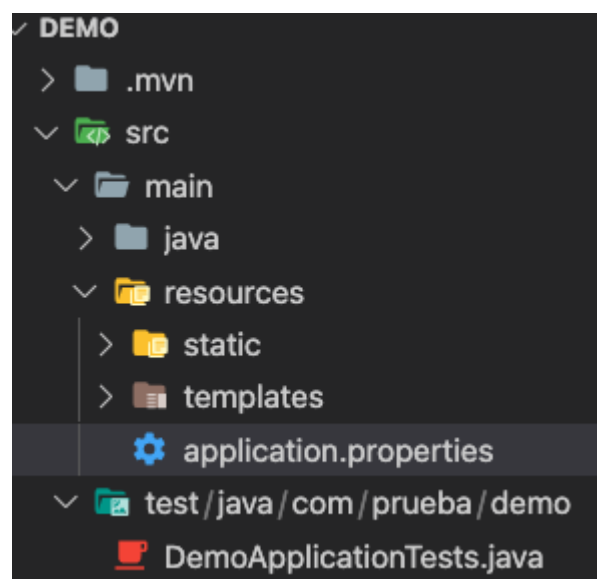 DEMO
.mvn
src
main
java
resources
static
templates
application.properties
test/java/com/prueba/demo
DemoApplicationTests.java